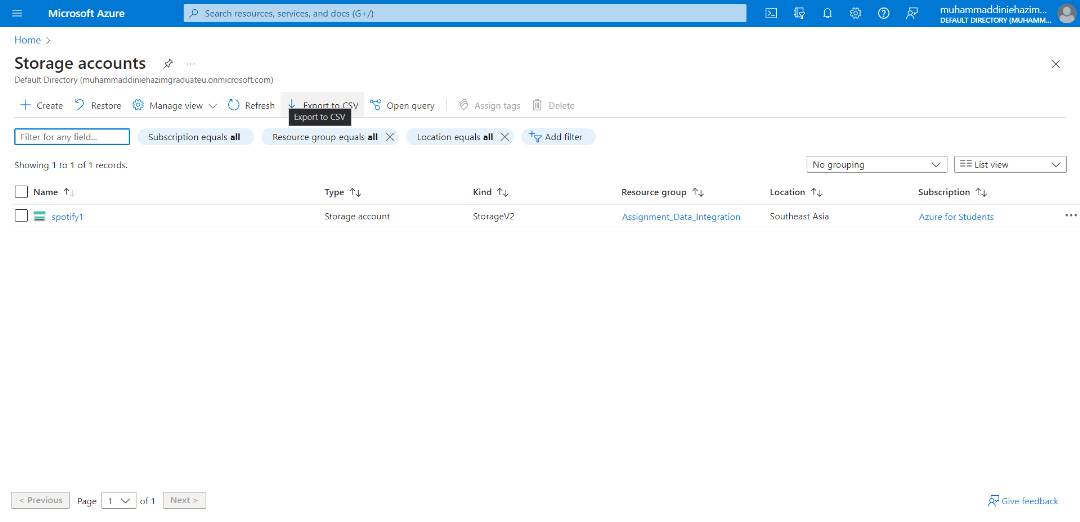 Microsoft Azure
Search resources, services, and docs (G+/)
muhammaddiniehazim...
DEFAULT DIRECTORY (MUHAMM...
Home >
Storage accounts
...
Default Directory (muhammaddiniehazimgraduateu.onmicrosoft.com)
+ Create Restore Manage view Refresh Export to CSV Open query Assign tags Delete
Export to CSV
Filter for any field... Subscription equals all Resource group equals all Location equals all Add filter
Showing 1 to 1 of 1 records. No grouping List view
Name Type Kind Resource group Location Subscription
spotify1 Storage account StorageV2 Assignment_Data_Integration Southeast Asia Azure for Students ...
< Previous Page 1 of 1 Next > Give feedback